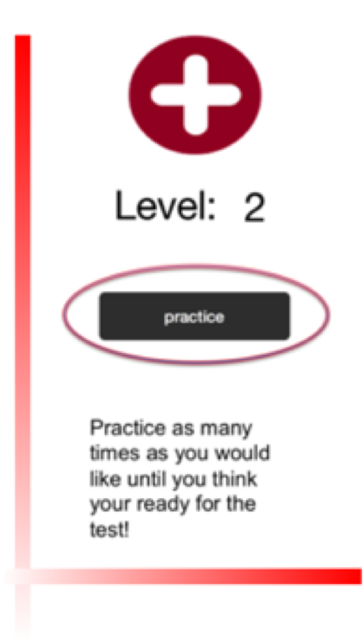 Level: 2
practice
Practice as many
times as you would
like until you think
your ready for the
test!